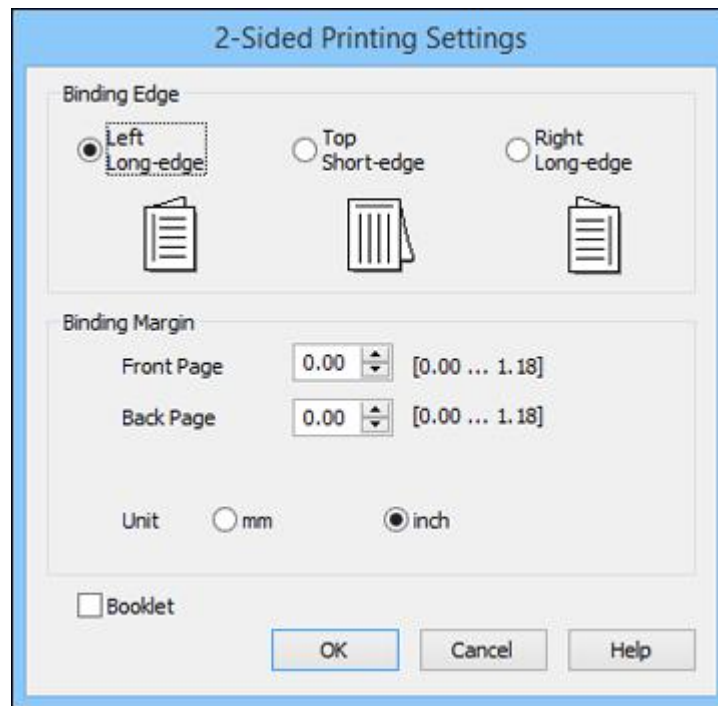 2-Sided Printing Settings
Binding Edge
Left
Long-edge
Top
Short-edge
Right
Long-edge
Binding Margin
Front Page 0.00 [0.00 ... 1.18]
Back Page 0.00 [0.00 ... 1.18]
Unit mm inch
Booklet
OK Cancel Help